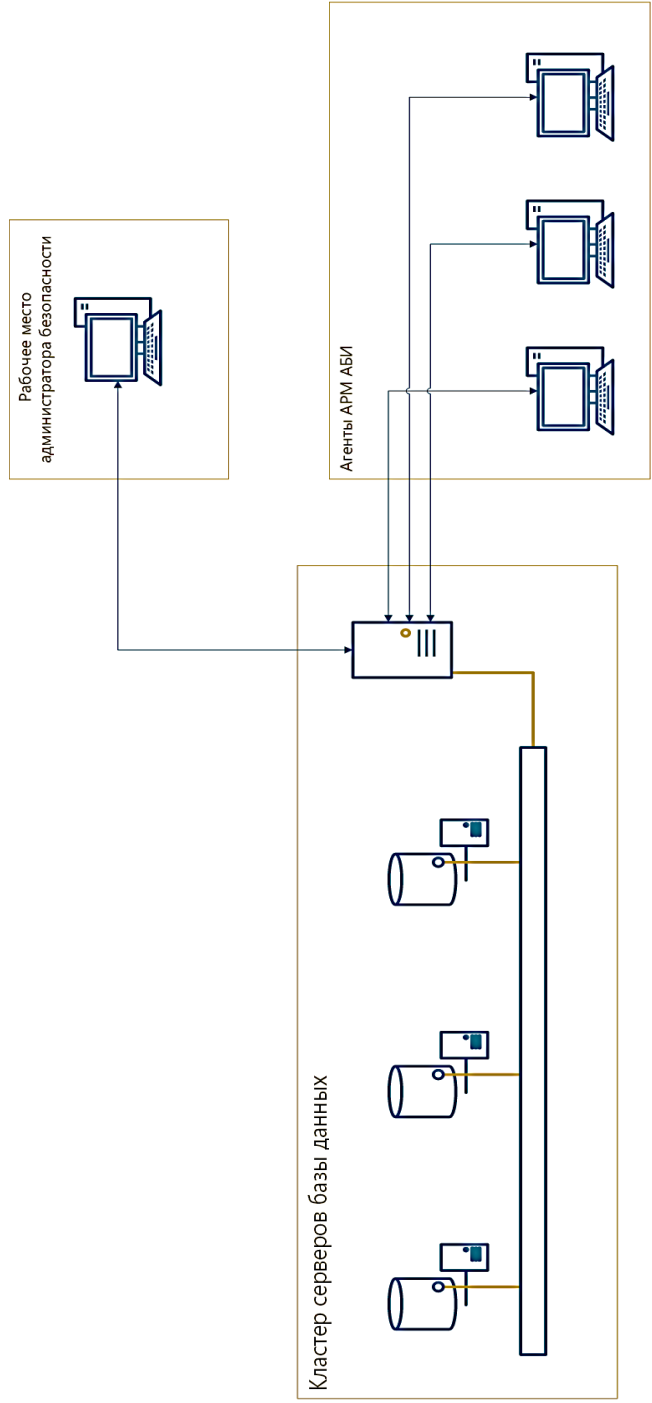 Рабочее место
администратора безопасности
Агенты АРМ АБИ
Кластер серверов базы данных